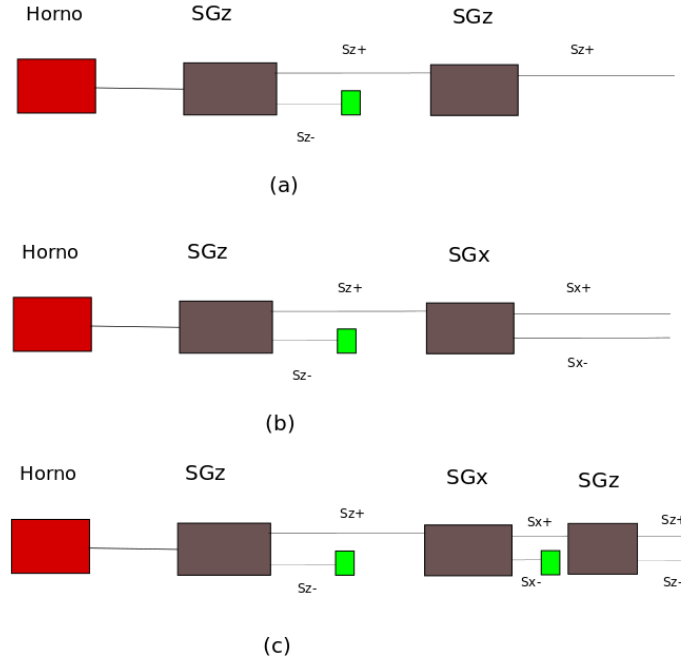 Horno SGz SGz
Sz+ Sz+
Sz-
(a)
Horno SGz SGx
Sz+ Sx+
Sz- Sx-
(b)
Horno SGz SGx SGz
Sz+ Sx+ Sz+
Sz- Sx- Sz-
(c)